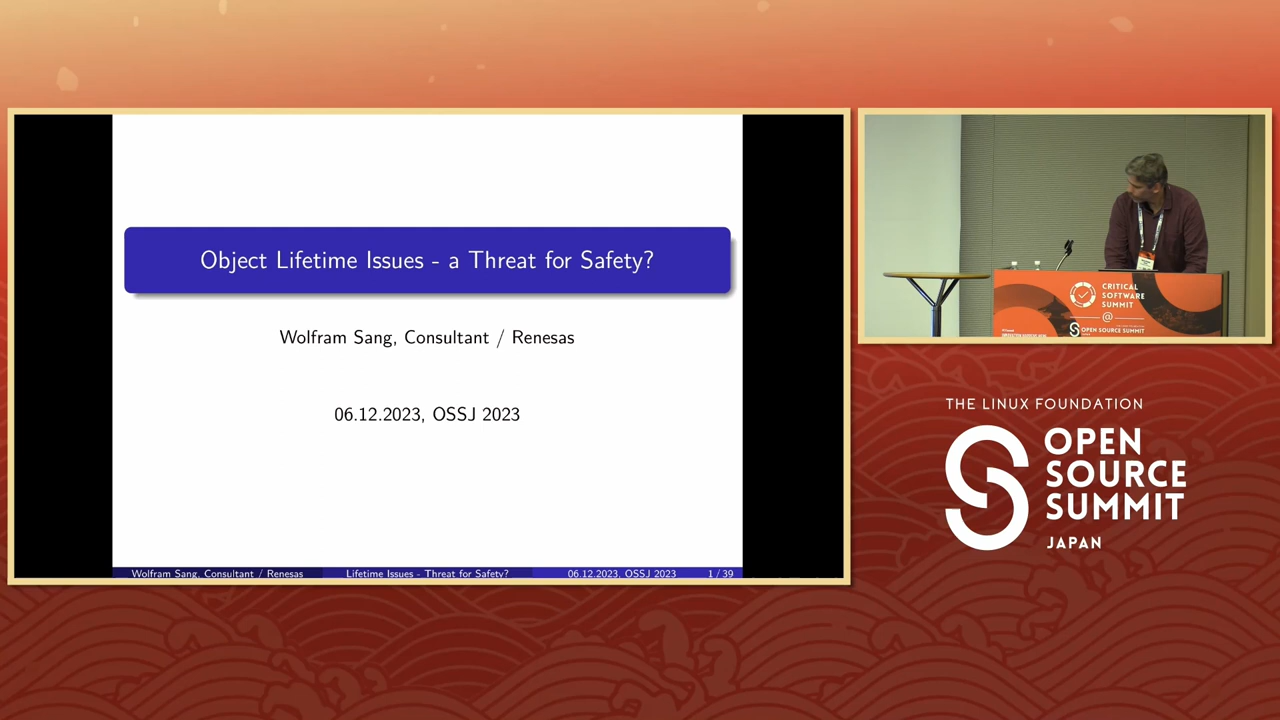 Object Lifetime Issues - a Threat for Safety?
Wolfram Sang, Consultant / Renesas
06.12.2023, OSSJ 2023
Wolfram Sang, Consultant / Renesas
Lifetime Issues - Threat for Safety?
06.12.2023, OSSJ 2023
1 / 39
CRITICAL
SOFTWARE
SUMMIT
@
OPEN SOURCE SUMMIT
THE LINUX FOUNDATION
OPEN
SOURCE
SUMMIT
JAPAN